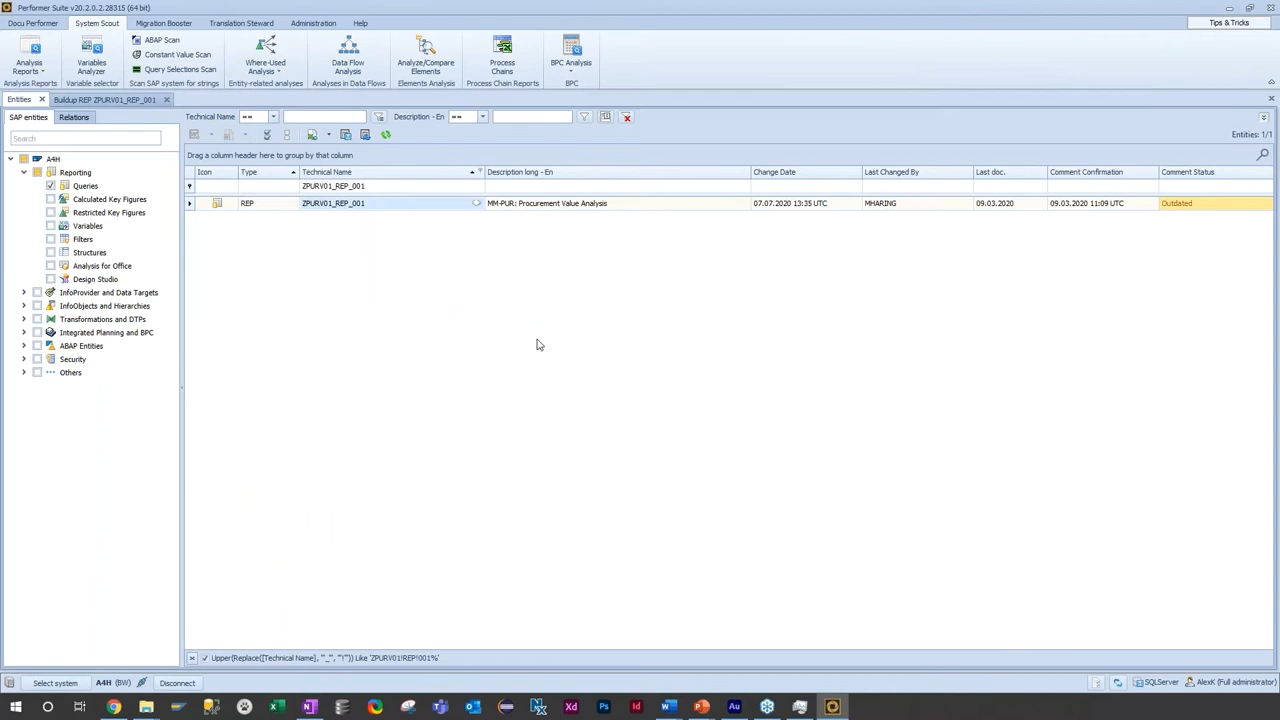 Performer Suite v20.2.0.2.28315 (64 bit)
Docu Performer System Scout Migration Booster Translation Steward Administration Help Tips & Tricks
Analysis Reports
Variables Analyzer
ABAP Scan
Constant Value Scan
Query Selections Scan
Where-Used Analysis
Data Flow Analysis
Analyze/Compare Elements
Process Chains
BPC Analysis
Analysis Reports Variable selector Scan SAP system for strings Entity-related analyses Analyses in Data Flows Elements Analysis Process Chain Reports BPC
Entities Buildup REP ZPURV01_REP_001
SAP entities Relations
Technical Name == Description - En ==
Search
Entities: 1/1
Drag a column header here to group by that column
A4H
Reporting
Queries
Calculated Key Figures
Restricted Key Figures
Variables
Filters
Structures
Analysis for Office
Design Studio
InfoProvider and Data Targets
InfoObjects and Hierarchies
Transformations and DTPs
Integrated Planning and BPC
ABAP Entities
Security
Others
Icon Type Technical Name Description long - En Change Date Last Changed By Last doc. Comment Confirmation Comment Status
ZPURV01_REP_001
REP ZPURV01_REP_001 MM-PUR: Procurement Value Analysis 07.07.2020 13:35 UTC MHARING 09.03.2020 09.03.2020 11:09 UTC Outdated
Upper(Replace([Technical Name], '"_"', '"!"')) Like 'ZPURV01!REP!001%'
Select system A4H (BW) Disconnect SQLServer AlexK (Full administrator)